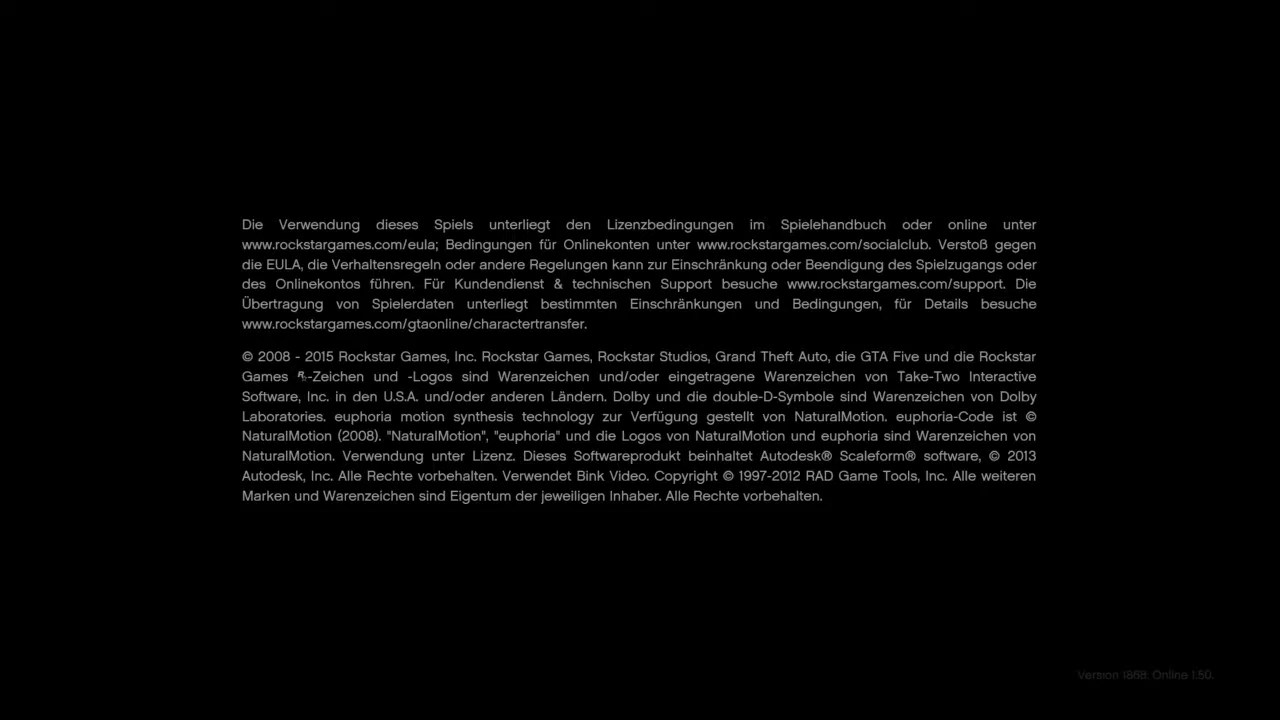 Die Verwendung dieses Spiels unterliegt den Lizenzbedingungen im Spielehandbuch oder online unter
www.rockstargames.com/eula; Bedingungen für Onlinekonten unter www.rockstargames.com/socialclub. Verstoß gegen
die EULA, die Verhaltensregeln oder andere Regelungen kann zur Einschränkung oder Beendigung des Spielzugangs oder
des Onlinekontos führen. Für Kundendienst & technischen Support besuche www.rockstargames.com/support. Die
Übertragung von Spielerdaten unterliegt bestimmten Einschränkungen und Bedingungen, für Details besuche
www.rockstargames.com/gtaonline/charactertransfer.
© 2008 - 2015 Rockstar Games, Inc. Rockstar Games, Rockstar Studios, Grand Theft Auto, die GTA Five und die Rockstar
Games R-Zeichen und -Logos sind Warenzeichen und/oder eingetragene Warenzeichen von Take-Two Interactive
Software, Inc. in den U.S.A. und/oder anderen Ländern. Dolby und die double-D-Symbole sind Warenzeichen von Dolby
Laboratories. euphoria motion synthesis technology zur Verfügung gestellt von NaturalMotion. euphoria-Code ist ©
NaturalMotion (2008). "NaturalMotion", "euphoria" und die Logos von NaturalMotion und euphoria sind Warenzeichen von
NaturalMotion. Verwendung unter Lizenz. Dieses Softwareprodukt beinhaltet Autodesk® Scaleform® software, © 2013
Autodesk, Inc. Alle Rechte vorbehalten. Verwendet Bink Video. Copyright © 1997-2012 RAD Game Tools, Inc. Alle weiteren
Marken und Warenzeichen sind Eigentum der jeweiligen Inhaber. Alle Rechte vorbehalten.
Version 1868. Online 1.50.